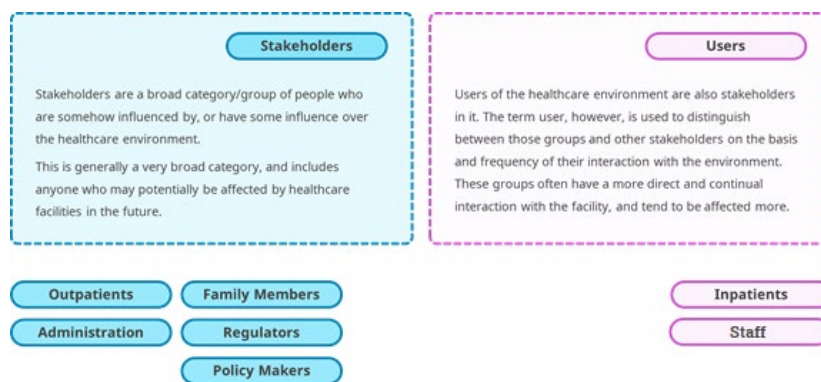 Stakeholders
Stakeholders are a broad category/group of people who
are somehow influenced by, or have some influence over
the healthcare environment.
This is generally a very broad category, and includes
anyone who may potentially be affected by healthcare
facilities in the future.
Users
Users of the healthcare environment are also stakeholders
in it. The term user, however, is used to distinguish
between those groups and other stakeholders on the basis
and frequency of their interaction with the environment.
These groups often have a more direct and continual
interaction with the facility, and tend to be affected more.
Outpatients
Family Members
Administration
Regulators
Policy Makers
Inpatients
Staff